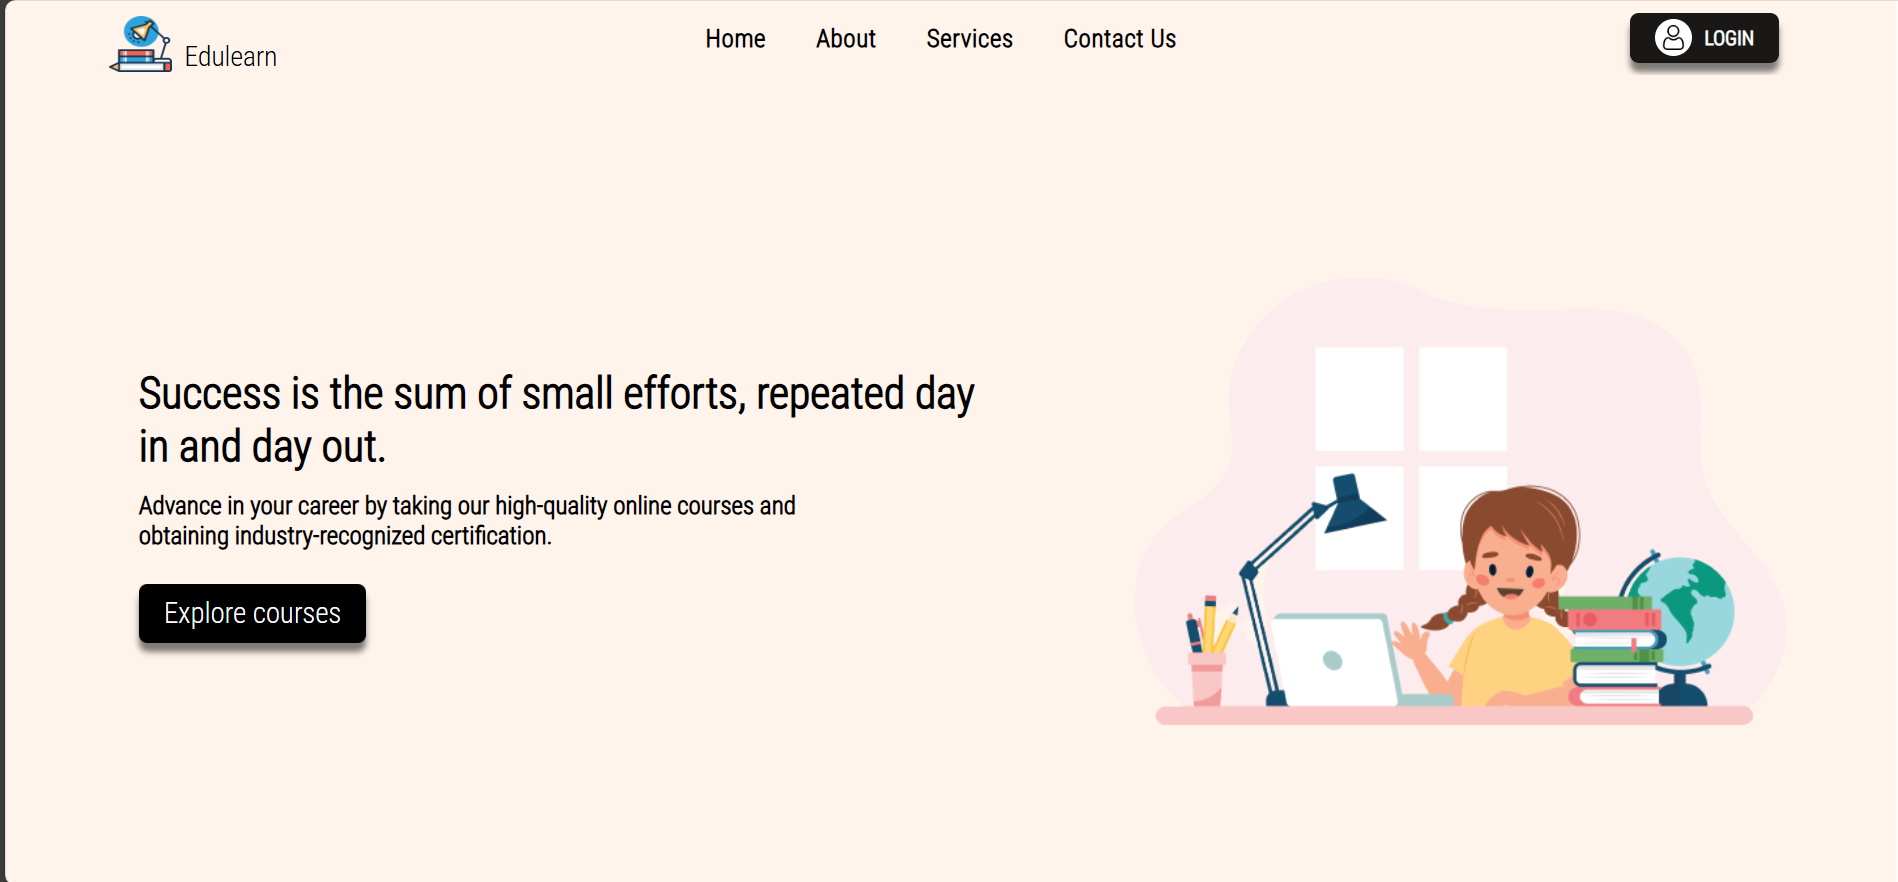 Edulearn
Home
About
Services
Contact Us
LOGIN
Success is the sum of small efforts, repeated day
in and day out.
Advance in your career by taking our high-quality online courses and
obtaining industry-recognized certification.
Explore courses